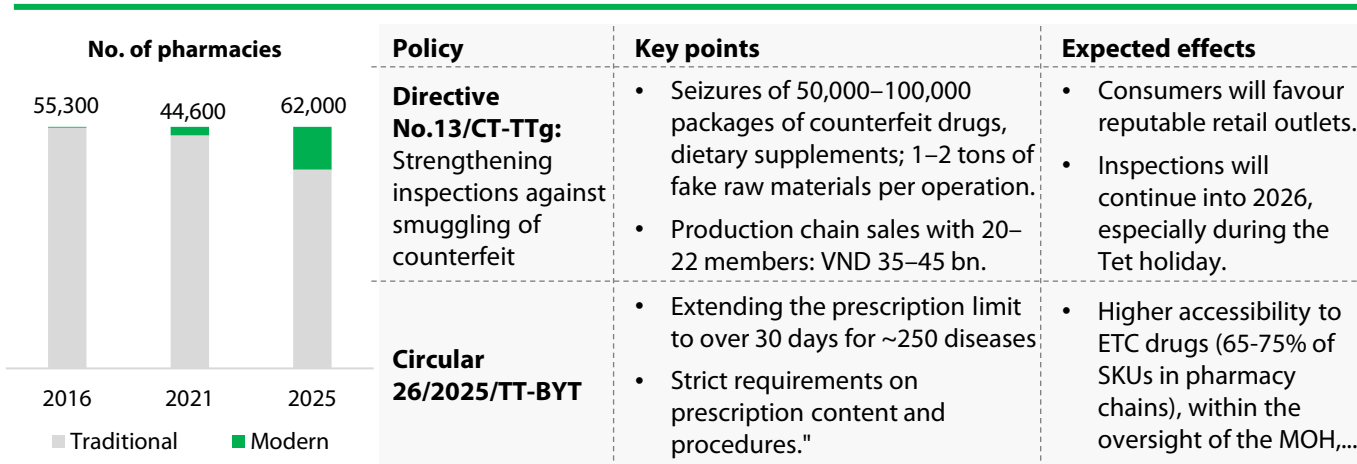 No. of pharmacies
55,300
44,600
62,000
2016
2021
2025
Traditional
Modern
Policy
Key points
Expected effects
Directive
No.13/CT-TTg:
Strengthening
inspections against
smuggling of
counterfeit
• Seizures of 50,000–100,000
packages of counterfeit drugs,
dietary supplements; 1–2 tons of
fake raw materials per operation.
• Production chain sales with 20–
22 members: VND 35–45 bn.
• Consumers will favour
reputable retail outlets.
• Inspections will
continue into 2026,
especially during the
Tet holiday.
Circular
26/2025/TT-BYT
• Extending the prescription limit
to over 30 days for ~250 diseases
• Strict requirements on
prescription content and
procedures."
• Higher accessibility to
ETC drugs (65-75% of
SKUs in pharmacy
chains), within the
oversight of the MOH,...